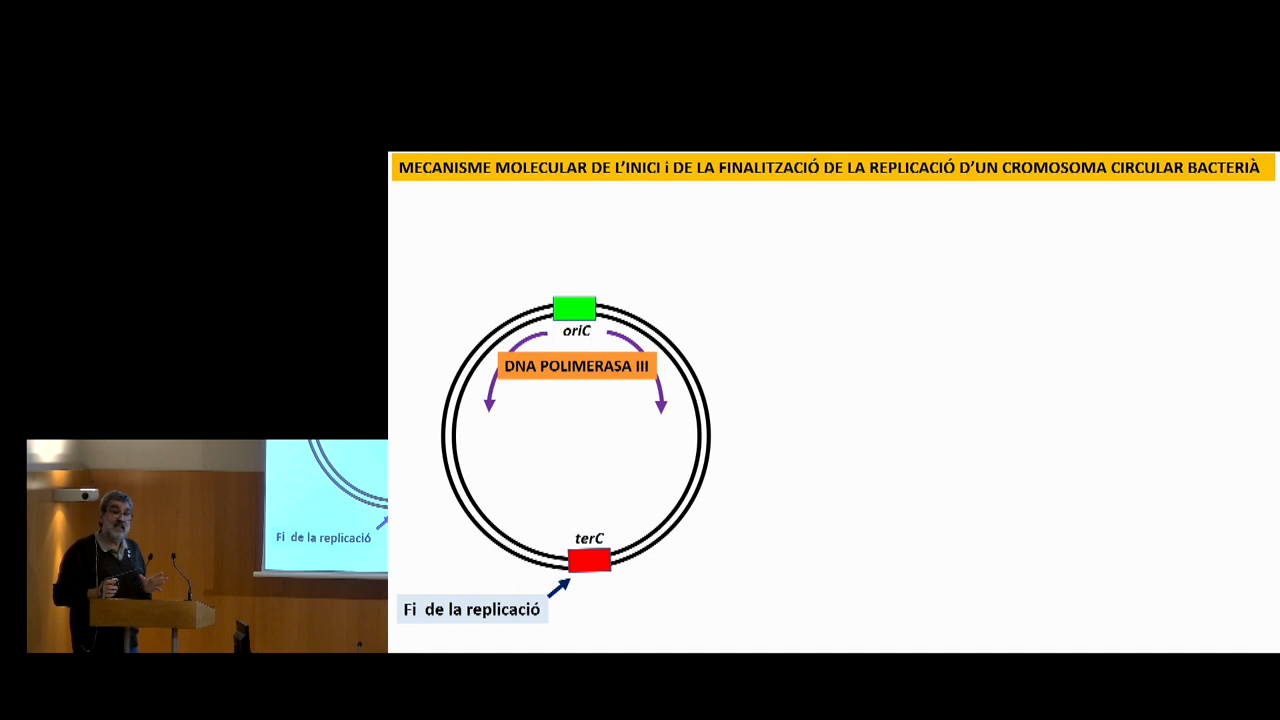 MECANISME MOLECULAR DE L'INICI i DE LA FINALITZACIÓ DE LA REPLICACIÓ D'UN CROMOSOMA CIRCULAR BACTERIÀ
oriC
DNA POLIMERASA III
terC
Fi de la replicació
Fi de la replicació